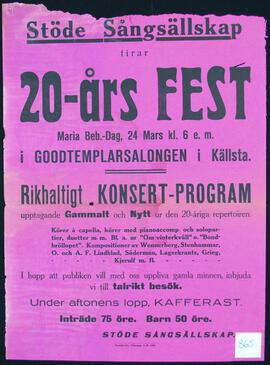 Stöde Sångsällskap
firar
20-års FEST
Maria Beb.-Dag, 24 Mars kl. 6 e. m.
i GOODTEMPLARSALONGEN i Källsta.
Rikhaltigt KONSERT-PROGRAM
upptagande Gammalt och Nytt ur den 20-åriga repertoiren.
Körer à capella, körer med pianoaccomp. och solopar-
tier, duetter m. m. Bl. a. ur "Om vinterkväll" o. "Bond-
bröllopet". Kompositioner av Wennerberg, Stenhammar,
O. och A. F. Lindblad, Söderman, Lagerkrantz, Grieg,
Kjerulf m. fl.
I hopp att publiken vill med oss uppliva gamla minnen, inbjuda
vi till talrikt besök.
Under aftonens lopp, KAFFERAST.
Inträde 75 öre. Barn 50 öre.
STÖDE SÅNGSÄLLSKAP.
865